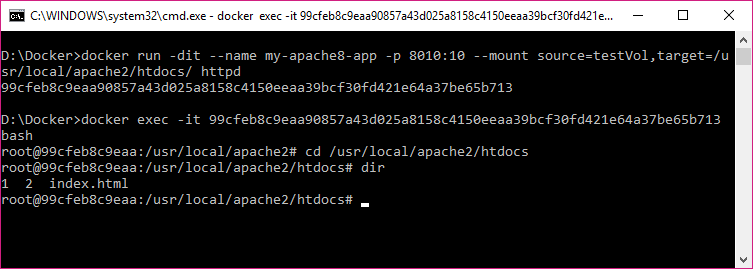 C:\WINDOWS\system32\cmd.exe - docker  exec -it 99cfeb8c9eaa90857a43d025a8158c4150eeaa39bcf30fd421e...
D:\Docker>docker run -dit --name my-apache8-app -p 8010:10 --mount source=testVol,target=/u
sr/local/apache2/htdocs/ httpd
99cfeb8c9eaa90857a43d025a8158c4150eeeaa39bcf30fd421e64a37be65b713
D:\Docker>docker exec -it 99cfeb8c9eaa90857a43d025a8158c4150eeeaa39bcf30fd421e64a37be65b713
bash
root@99cfeb8c9eaa:/usr/local/apache2# cd /usr/local/apache2/htdocs
root@99cfeb8c9eaa:/usr/local/apache2/htdocs# dir
1  2  index.html
root@99cfeb8c9eaa:/usr/local/apache2/htdocs#